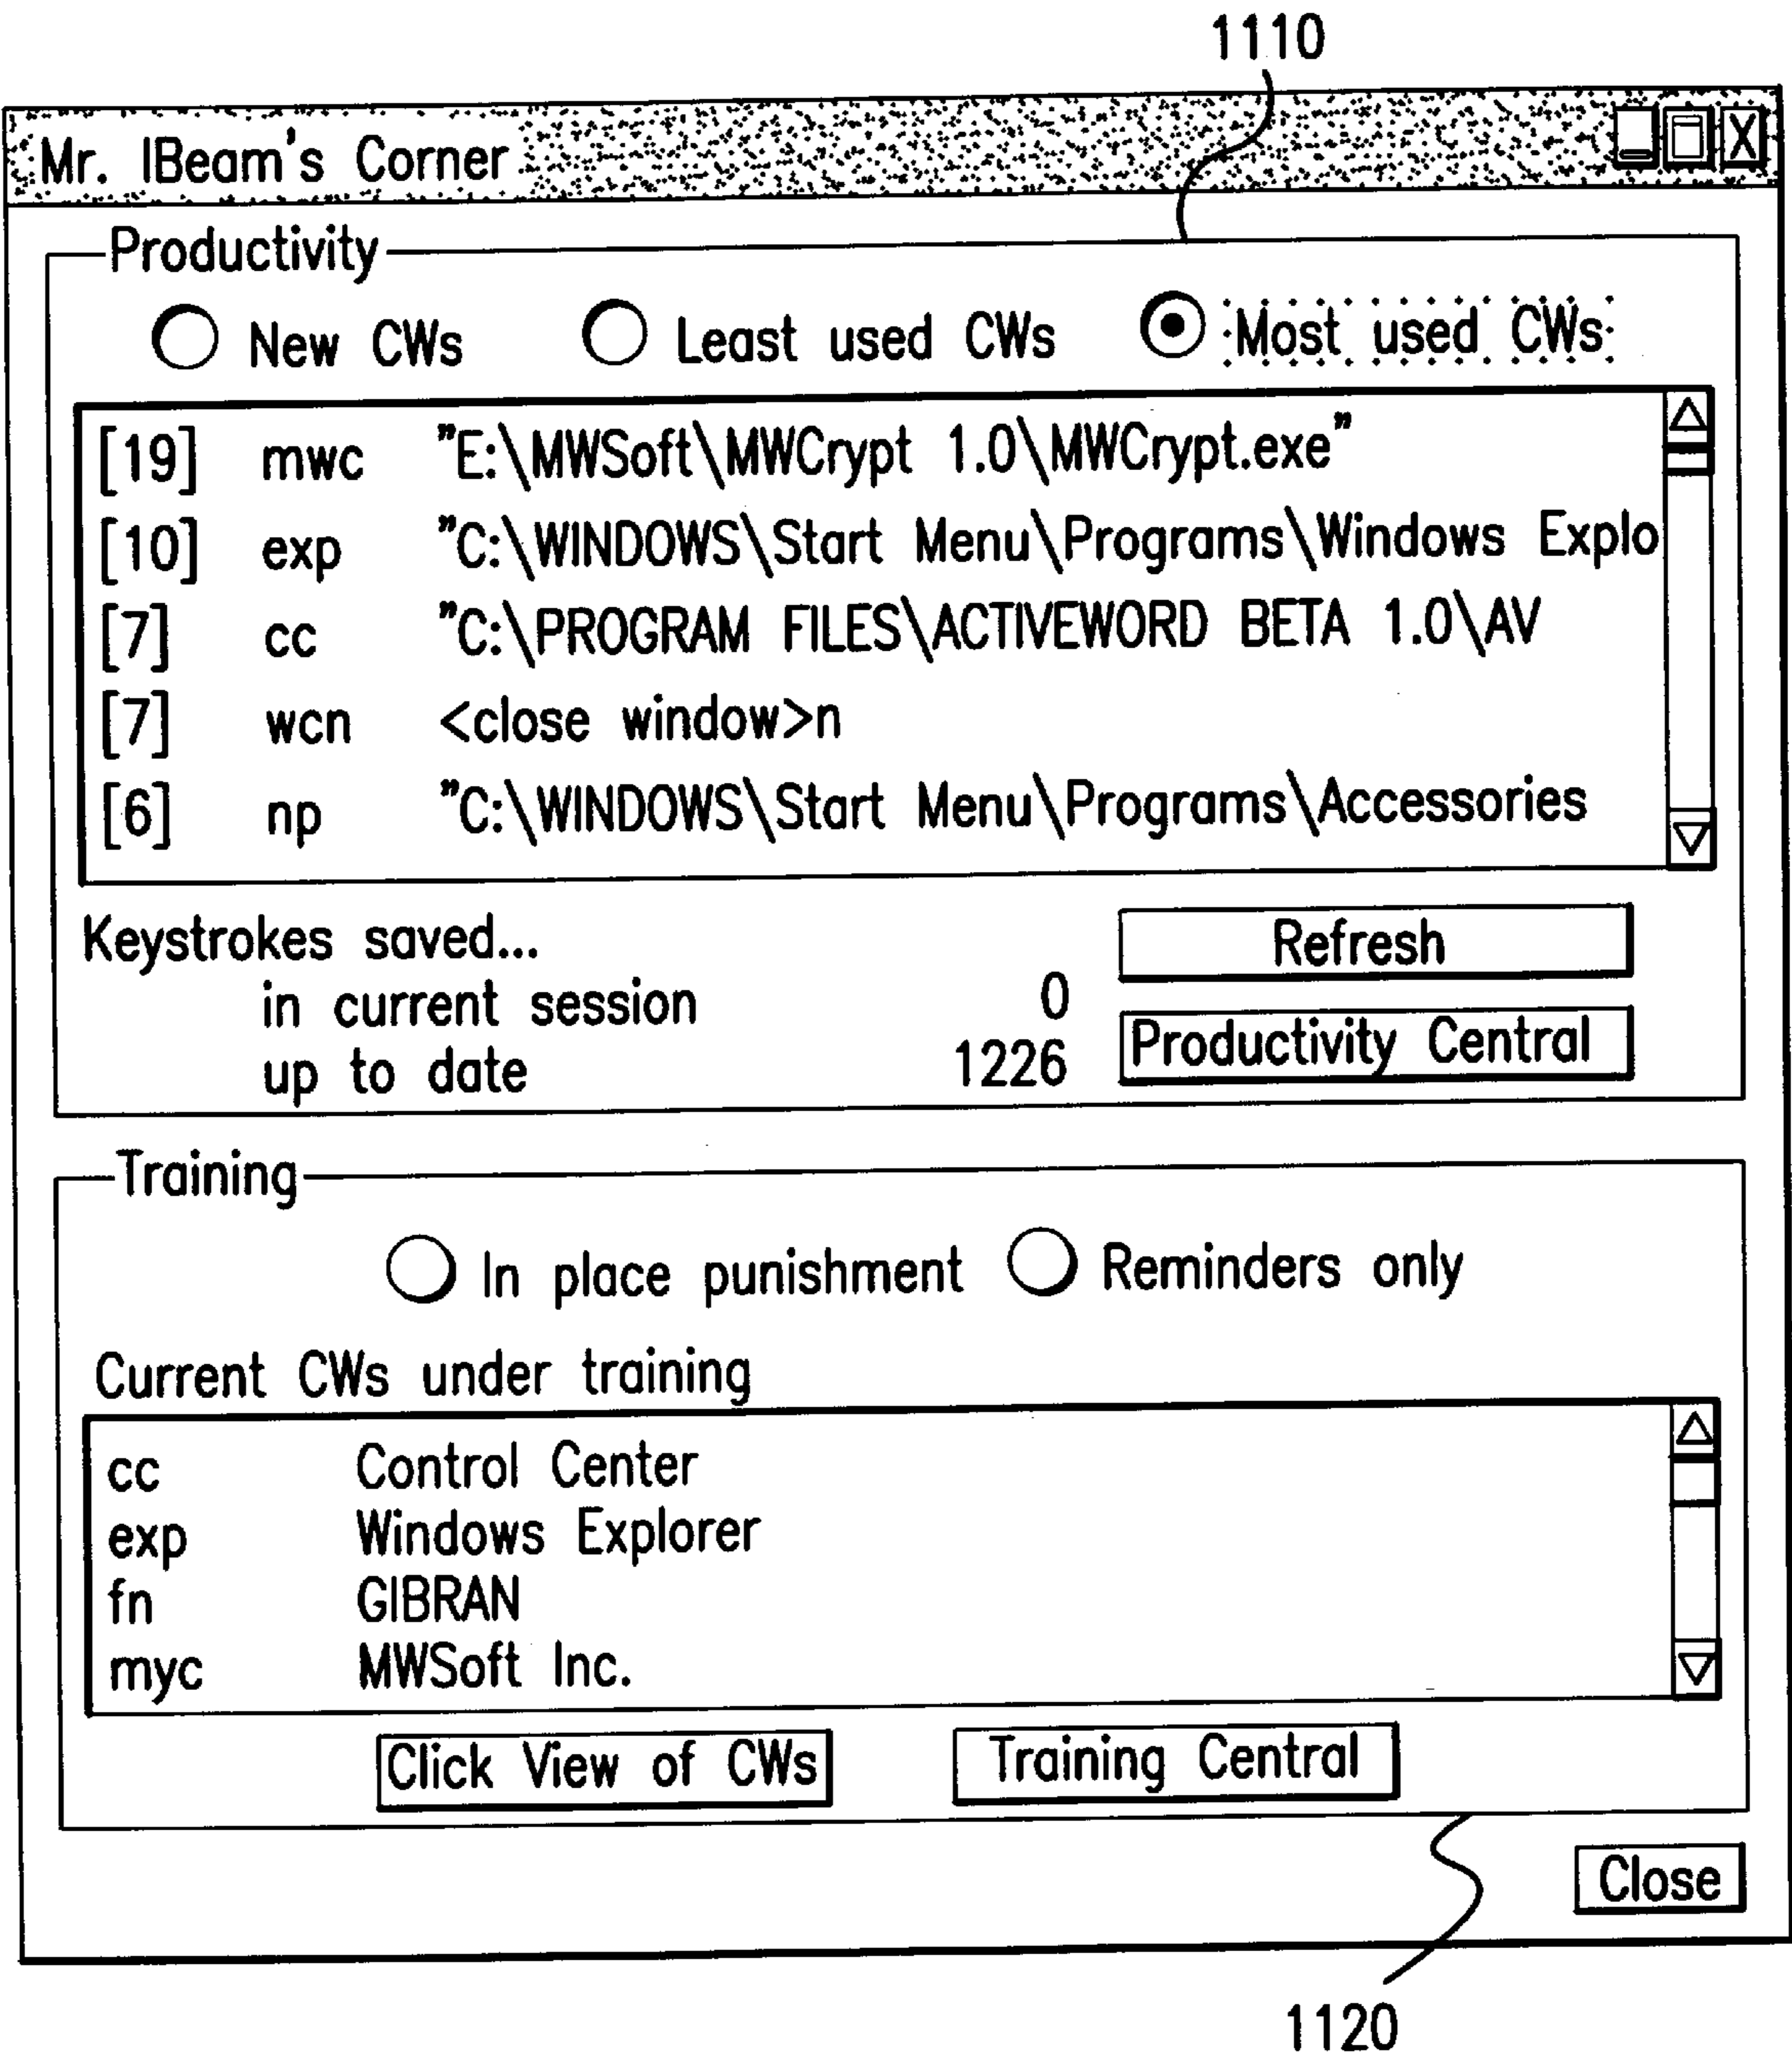 1110
Mr. IBeam's Corner
Productivity
New CWs Least used CWs Most used CWs
[19] mwc "E:\MWSoft\MWCrypt 1.0\MWCrypt.exe"
[10] exp "C:\WINDOWS\Start Menu\Programs\Windows Explo
[7] cc "C:\PROGRAM FILES\ACTIVEWORD BETA 1.0\AV
[7] wcn <close window>n
[6] np "C:\WINDOWS\Start Menu\Programs\Accessories
Keystrokes saved... Refresh
in current session 0
up to date 1226 Productivity Central
Training
In place punishment Reminders only
Current CWs under training
cc Control Center
exp Windows Explorer
fn GIBRAN
myc MWSoft Inc.
Click View of CWs Training Central
Close
1120